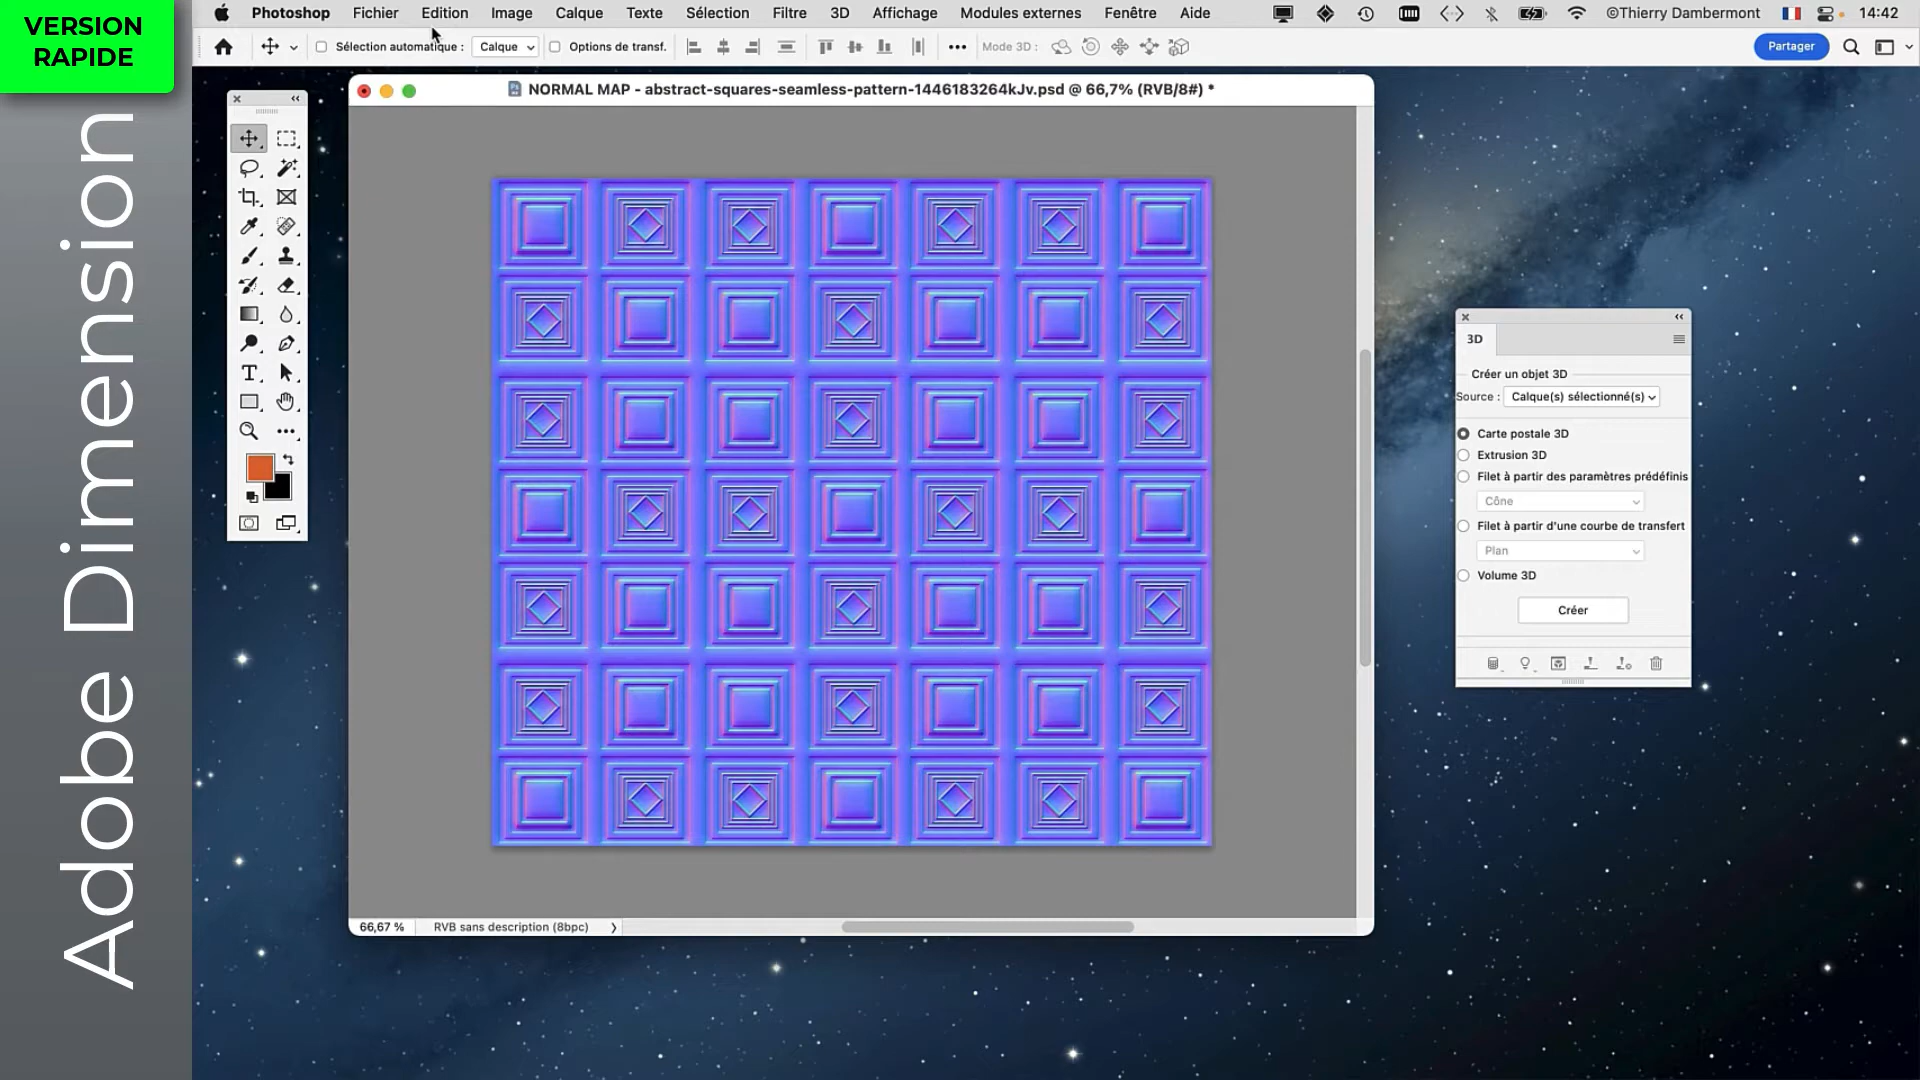 VERSION
RAPIDE
Adobe Dimension
Photoshop Fichier Edition Image Calque Texte Sélection Filtre 3D Affichage Modules externes Fenêtre Aide ©Thierry Dambermont 14:42
Sélection automatique : Calque Options de transf. Mode 3D : Partager
NORMAL MAP - abstract-squares-seamless-pattern-1446183264kJv.psd @ 66,7% (RVB/8#) *
3D
Créer un objet 3D
Source : Calque(s) sélectionné(s)
Carte postale 3D
Extrusion 3D
Filet à partir des paramètres prédéfinis
Cône
Filet à partir d'une courbe de transfert
Plan
Volume 3D
Créer
66,67 % RVB sans description (8bpc)